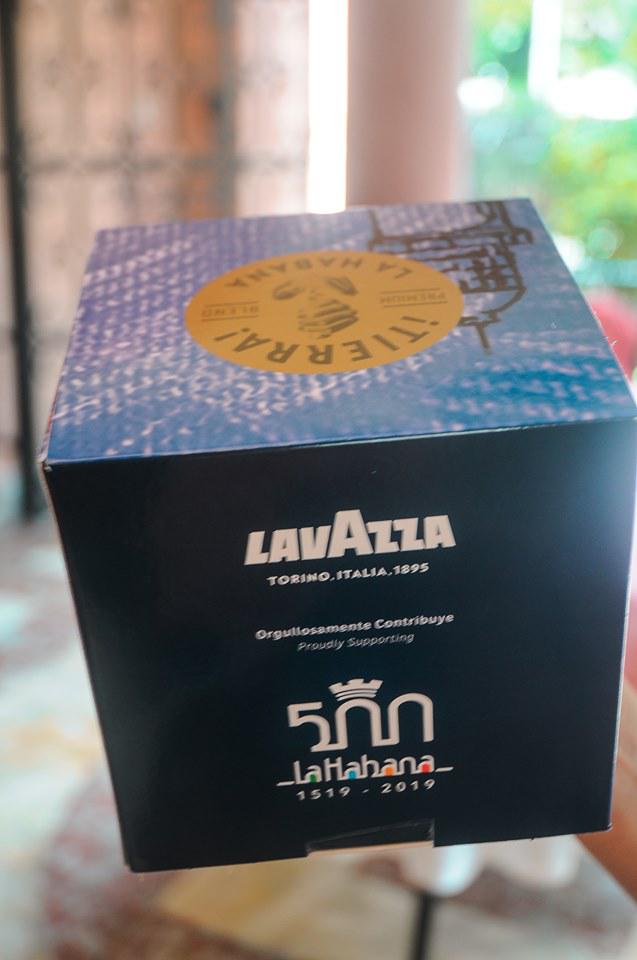 LA HABANA
PREMIUM
BLEND
¡TIERRA!
LAVAZZA
TORINO, ITALIA, 1895
Orgullosamente Contribuye
Proudly Supporting
500
La Habana
1519 - 2019